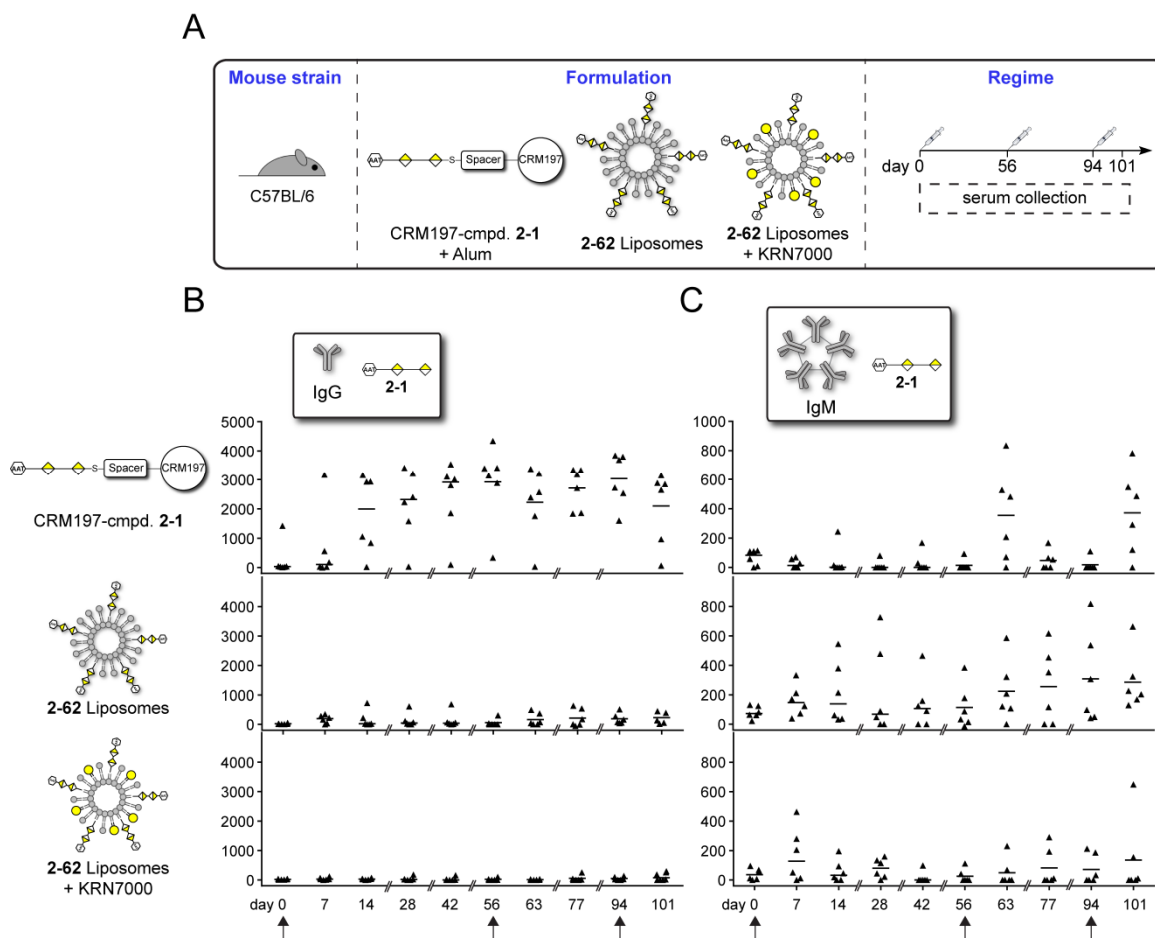 A
Mouse strain
Formulation
Regime
C57BL/6
AAT
S
Spacer
CRM197
CRM197-cmpd. 2-1
+ Alum
2-62 Liposomes
2-62 Liposomes
+ KRN7000
day 0 56 94 101
serum collection
B
C
IgG
AAT
2-1
IgM
AAT
2-1
AAT
S
Spacer
CRM197
CRM197-cmpd. 2-1
5000
4000
3000
2000
1000
0
1000
800
600
400
200
0
2-62 Liposomes
4000
3000
2000
1000
0
800
600
400
200
0
2-62 Liposomes
+ KRN7000
4000
3000
2000
1000
0
800
600
400
200
0
day 0 7 14 28 42 56 63 77 94 101
day 0 7 14 28 42 56 63 77 94 101